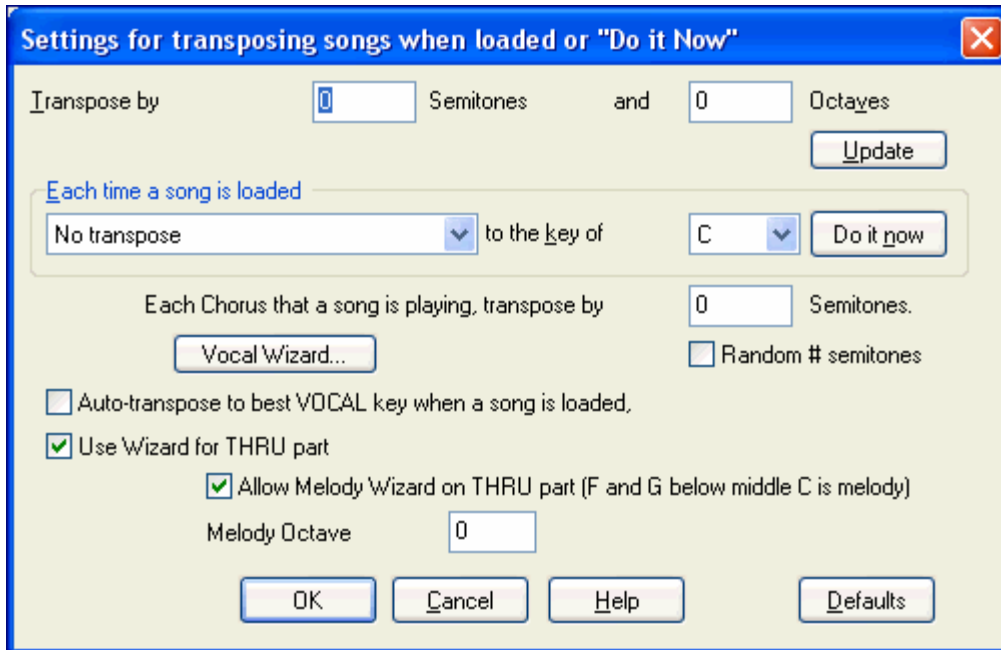 Settings for transposing songs when loaded or "Do it Now"
Transpose by 0 Semitones and 0 Octaves
Update
Each time a song is loaded
No transpose to the key of C Do it now
Each Chorus that a song is playing, transpose by 0 Semitones.
Vocal Wizard... Random # semitones
Auto-transpose to best VOCAL key when a song is loaded,
Use Wizard for THRU part
Allow Melody Wizard on THRU part (F and G below middle C is melody)
Melody Octave 0
OK Cancel Help Defaults